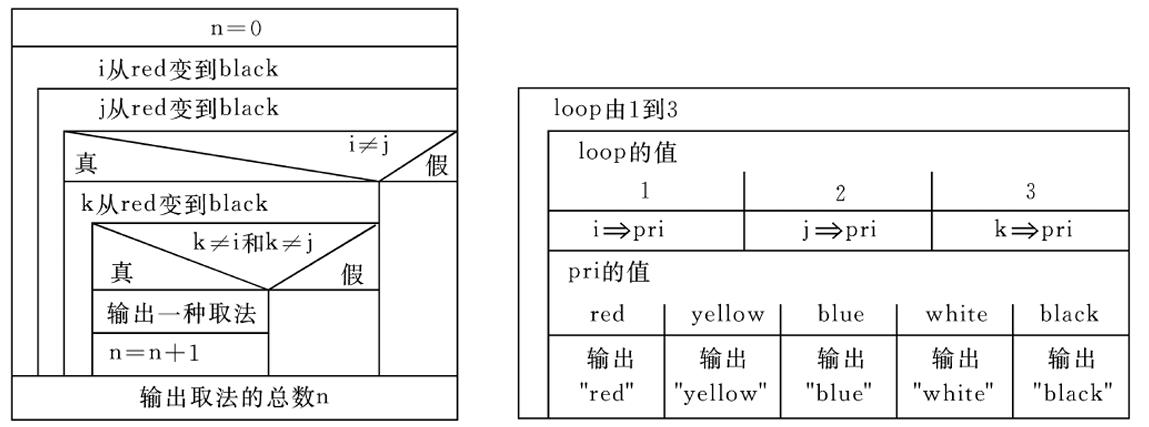 n=0
i从red变到black
j从red变到black
i≠j
真
假
k从red变到black
k≠i和k≠j
真
假
输出一种取法
n=n+1
输出取法的总数n
loop由1到3
loop的值
1 2 3
i⇒pri j⇒pri k⇒pri
pri的值
red yellow blue white black
输出 输出 输出 输出 输出
"red" "yellow" "blue" "white" "black"